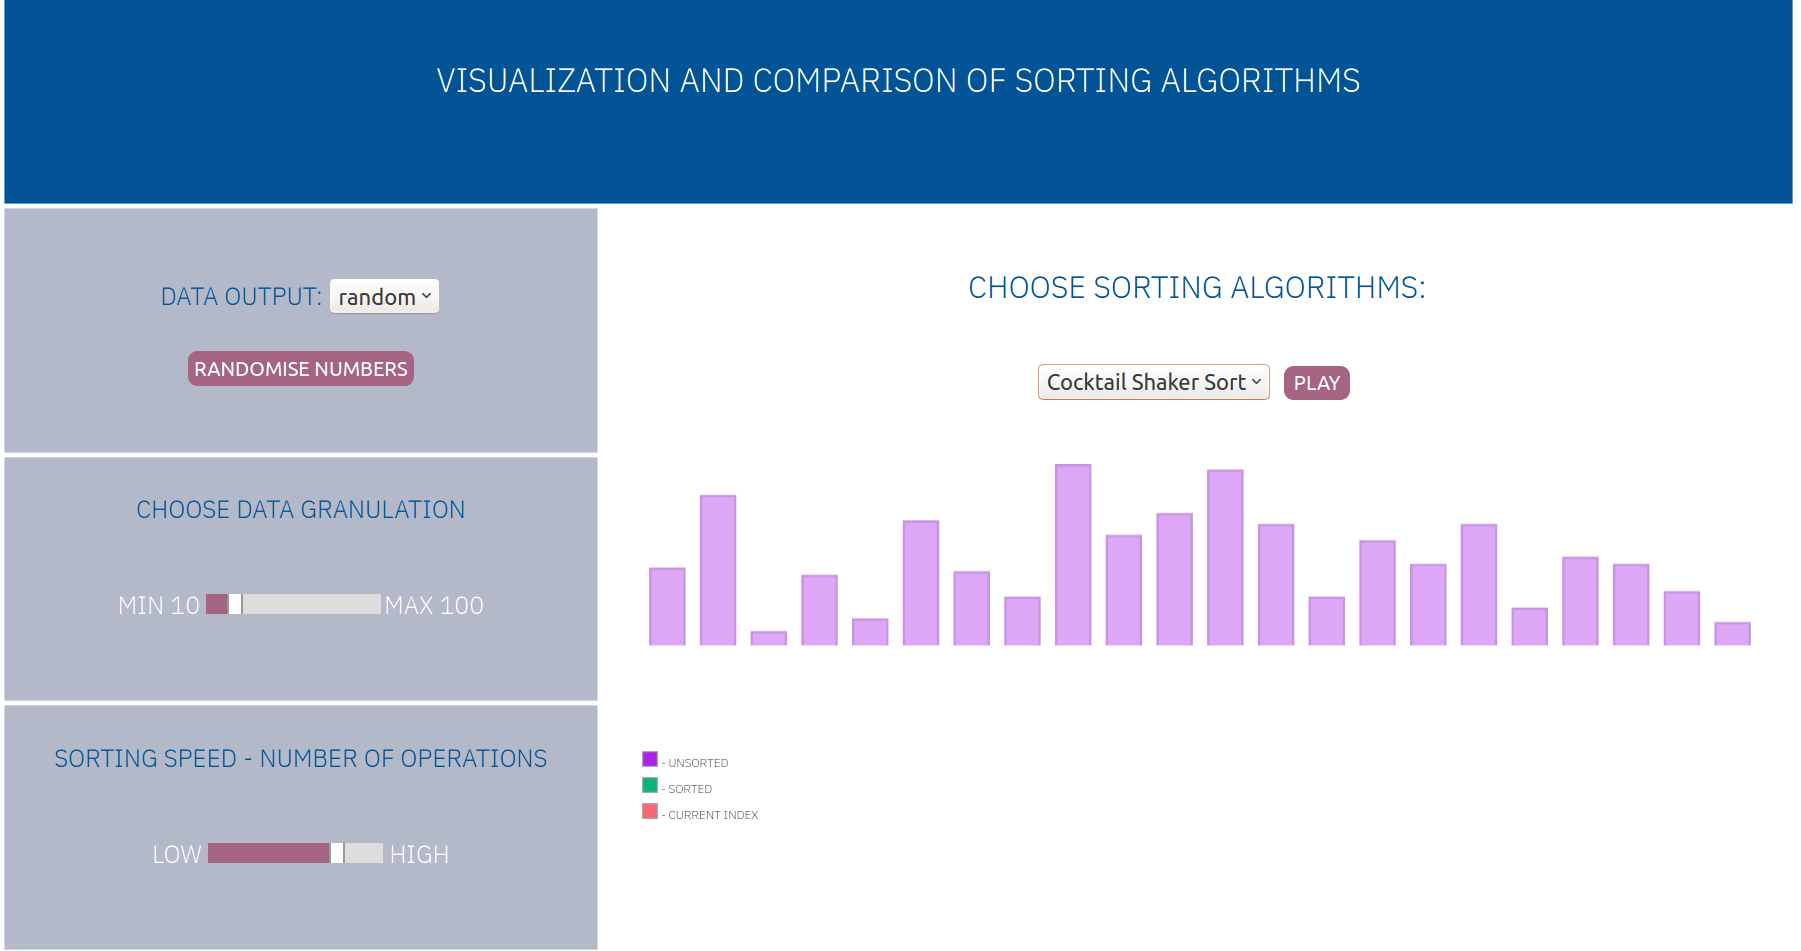 VISUALIZATION AND COMPARISON OF SORTING ALGORITHMS
DATA OUTPUT: random
RANDOMISE NUMBERS
CHOOSE DATA GRANULATION
MIN 10 MAX 100
SORTING SPEED - NUMBER OF OPERATIONS
LOW HIGH
CHOOSE SORTING ALGORITHMS:
Cocktail Shaker Sort PLAY
- UNSORTED
- SORTED
- CURRENT INDEX